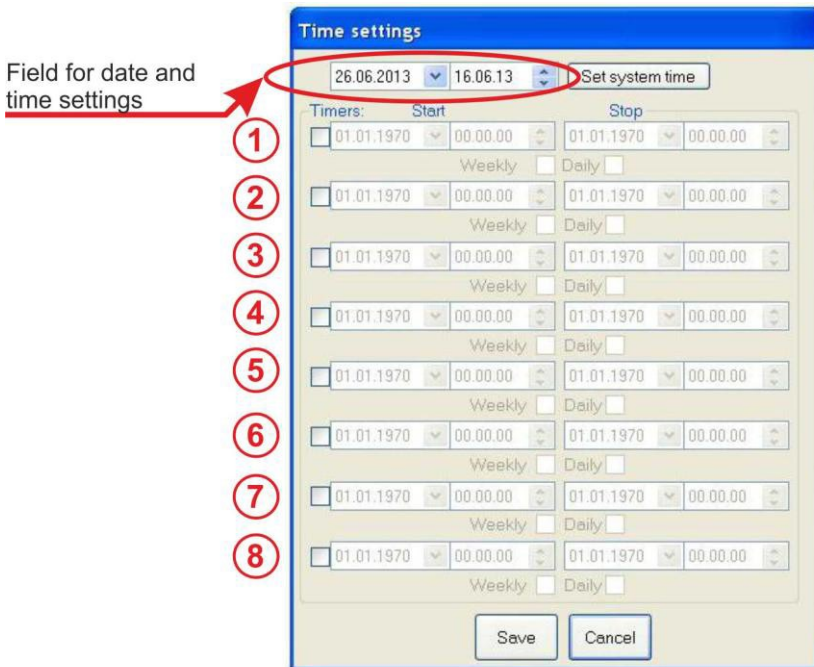 Time settings
Field for date and
time settings
26.06.2013 16.06.13 Set system time
Timers: Start Stop
1 01.01.1970 00.00.00 01.01.1970 00.00.00
Weekly Daily
2 01.01.1970 00.00.00 01.01.1970 00.00.00
Weekly Daily
3 01.01.1970 00.00.00 01.01.1970 00.00.00
Weekly Daily
4 01.01.1970 00.00.00 01.01.1970 00.00.00
Weekly Daily
5 01.01.1970 00.00.00 01.01.1970 00.00.00
Weekly Daily
6 01.01.1970 00.00.00 01.01.1970 00.00.00
Weekly Daily
7 01.01.1970 00.00.00 01.01.1970 00.00.00
Weekly Daily
8 01.01.1970 00.00.00 01.01.1970 00.00.00
Weekly Daily
Save Cancel